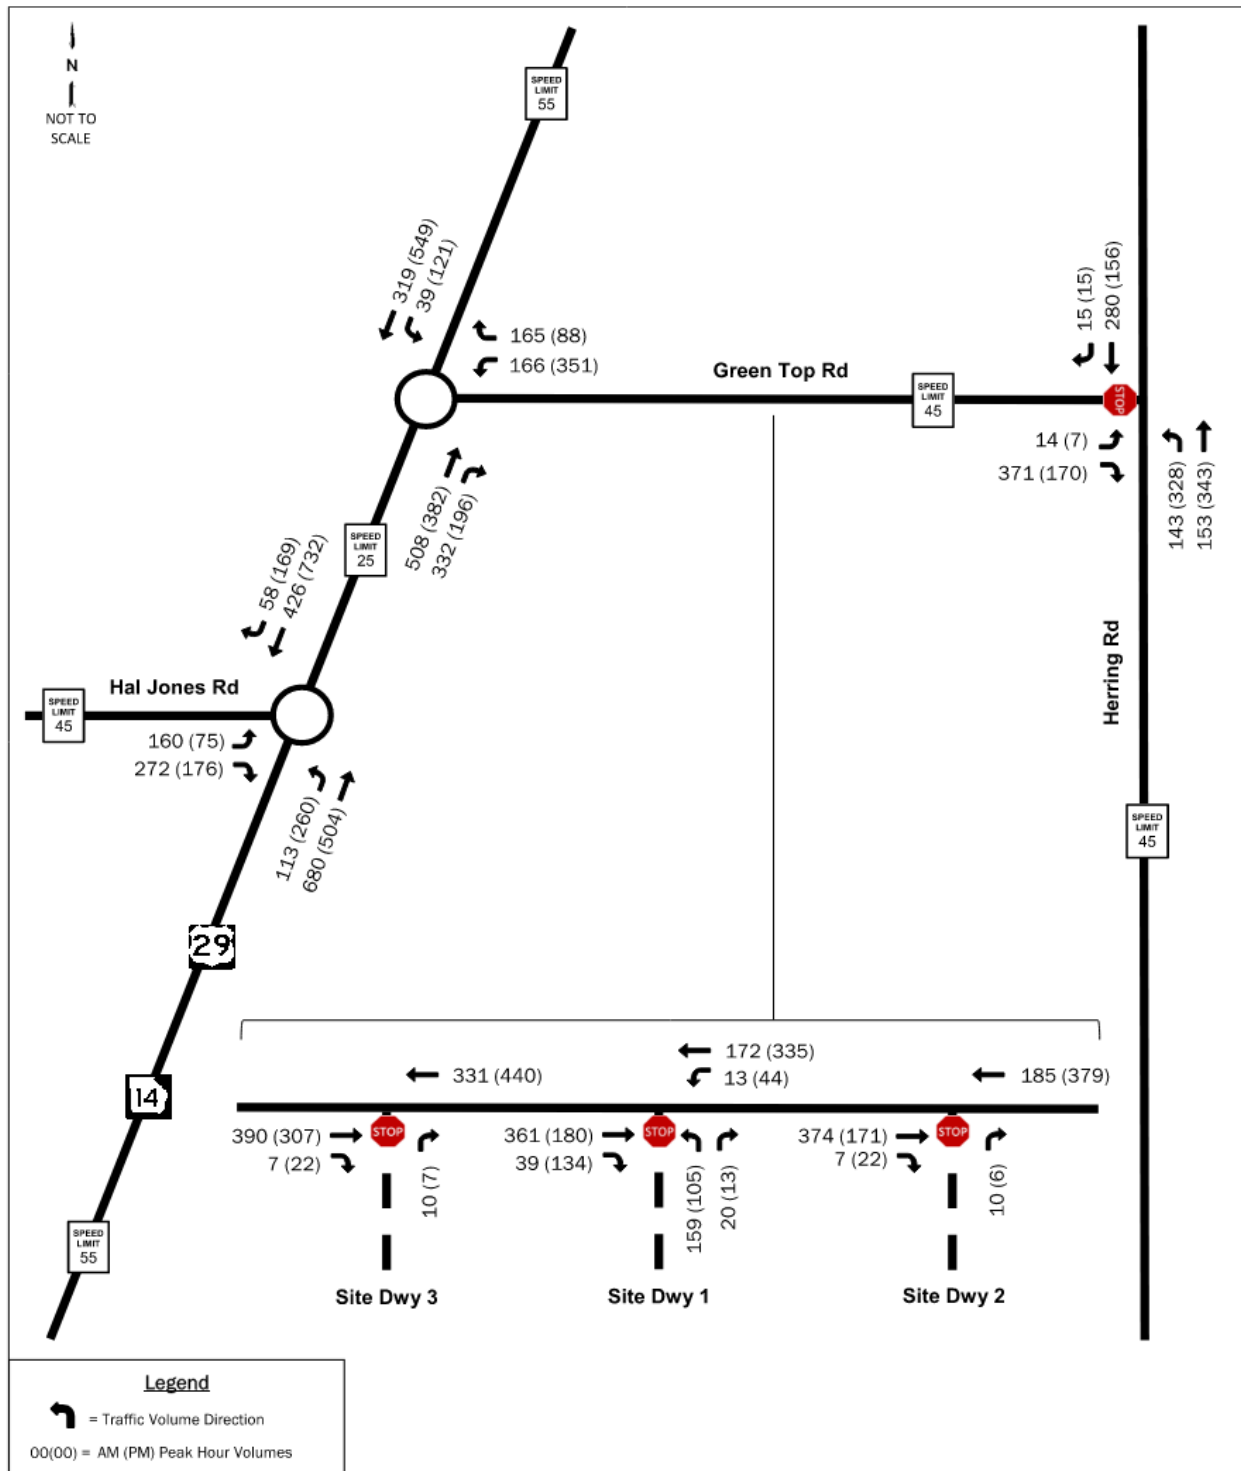 N
NOT TO
SCALE
SPEED
LIMIT
55
319 (549)
39 (121)
165 (88)
166 (351)
Green Top Rd
SPEED
LIMIT
45
15 (15)
280 (156)
STOP
14 (7)
371 (170)
143 (328)
153 (343)
508 (382)
332 (196)
SPEED
LIMIT
25
58 (169)
426 (732)
Hal Jones Rd
SPEED
LIMIT
45
160 (75)
272 (176)
113 (260)
680 (504)
Herring Rd
SPEED
LIMIT
45
29
14
SPEED
LIMIT
55
331 (440)
172 (335)
13 (44)
185 (379)
390 (307)
7 (22)
STOP
10 (7)
361 (180)
39 (134)
STOP
159 (105)
20 (13)
374 (171)
7 (22)
STOP
10 (6)
Site Dwy 3
Site Dwy 1
Site Dwy 2
Legend
= Traffic Volume Direction
00(00) = AM (PM) Peak Hour Volumes